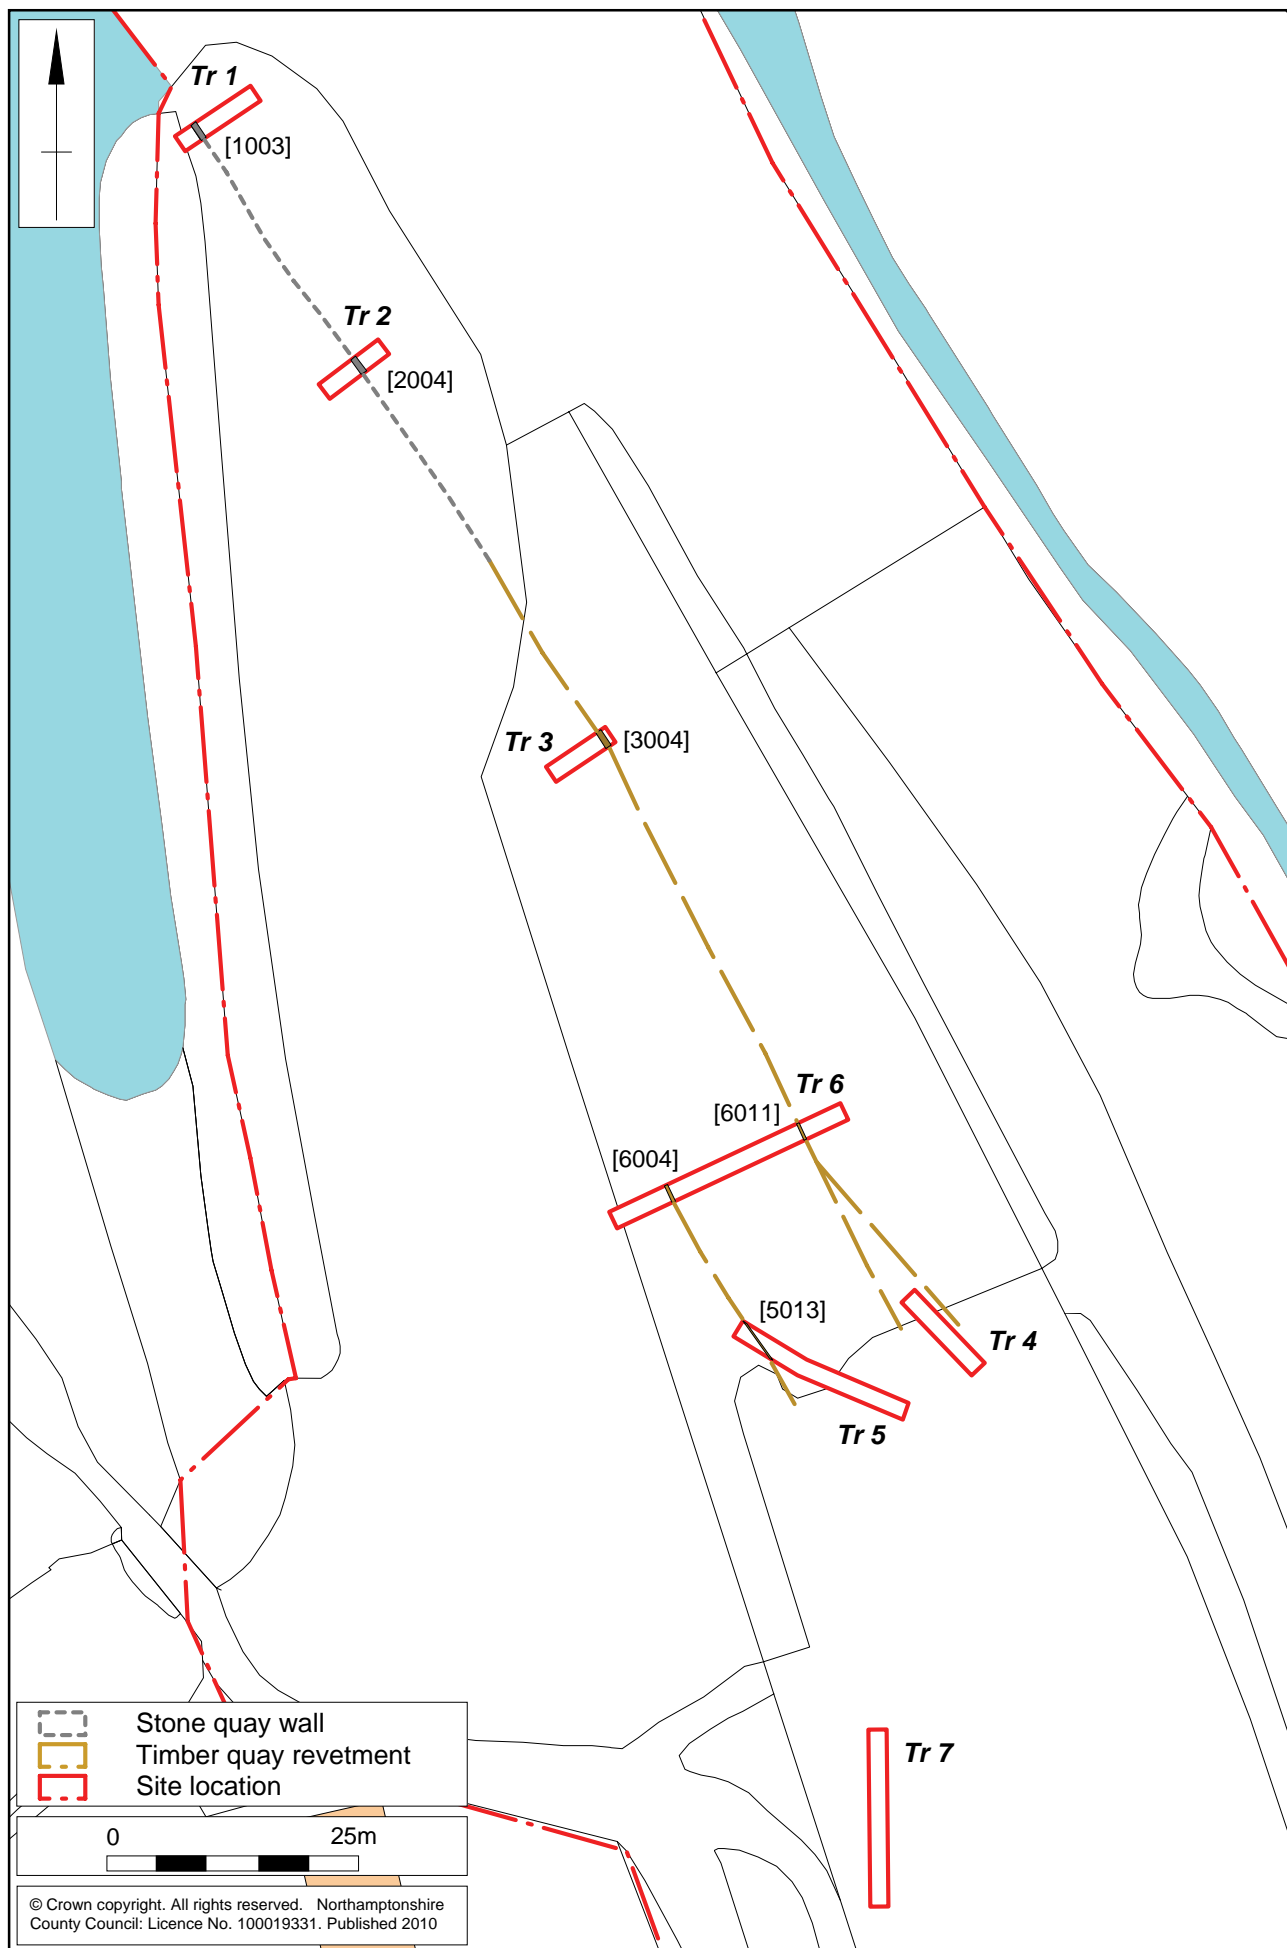 Tr 1
[1003]
Tr 2
[2004]
Tr 3
[3004]
Tr 6
[6011]
[6004]
[5013]
Tr 4
Tr 5
Tr 7
Stone quay wall
Timber quay revetment
Site location
0 25m
© Crown copyright. All rights reserved. Northamptonshire
County Council: Licence No. 100019331. Published 2010